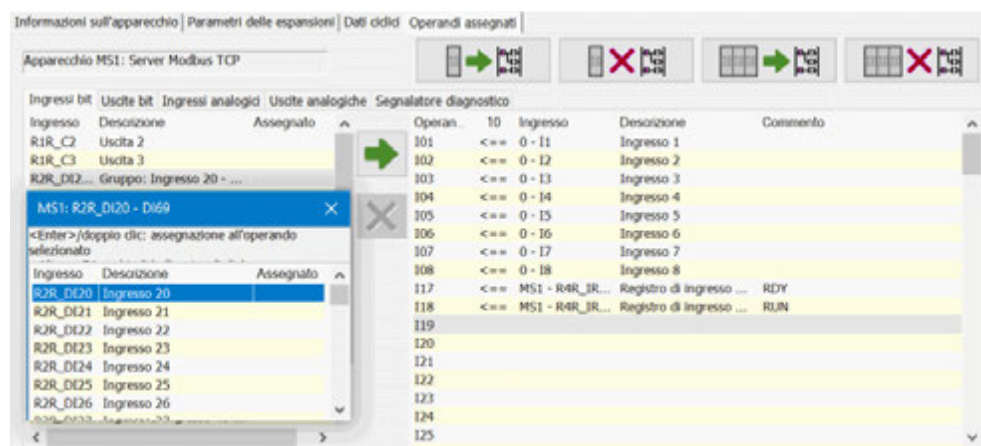 Informazioni sull'apparecchio Parametri delle espansioni Dati ciclici Operandi assegnati
Apparecchio MS1: Server Modbus TCP
Ingressi bit Uscite bit Ingressi analogici Uscite analogiche Segnalatore diagnostico
Ingresso Descrizione Assegnato
R1R_C2 Uscita 2
R1R_C3 Uscita 3
R2R_DI2... Gruppo: Ingresso 20 - ...
MS1: R2R_DI20 - DI69
<Enter>/doppio clic: assegnazione all'operando
selezionato
Ingresso Descrizione Assegnato
R2R_DI20 Ingresso 20
R2R_DI21 Ingresso 21
R2R_DI22 Ingresso 22
R2R_DI23 Ingresso 23
R2R_DI24 Ingresso 24
R2R_DI25 Ingresso 25
R2R_DI26 Ingresso 26
Operan... 10 Ingresso Descrizione Commento
I01 <== 0 - I1 Ingresso 1
I02 <== 0 - I2 Ingresso 2
I03 <== 0 - I3 Ingresso 3
I04 <== 0 - I4 Ingresso 4
I05 <== 0 - I5 Ingresso 5
I06 <== 0 - I6 Ingresso 6
I07 <== 0 - I7 Ingresso 7
I08 <== 0 - I8 Ingresso 8
I17 <== MS1 - R4R_IR... Registro di ingresso ... RDY
I18 <== MS1 - R4R_IR... Registro di ingresso ... RUN
I19
I20
I21
I22
I23
I24
I25